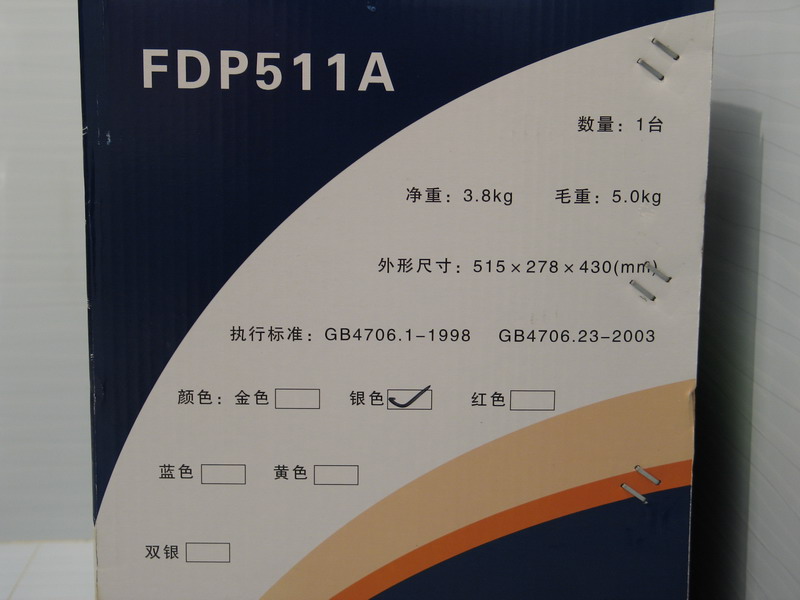 FDP511A
数量：1台
净重：3.8kg 毛重：5.0kg
外形尺寸：515×278×430(mm)
执行标准：GB4706.1-1998 GB4706.23-2003
颜色：金色 银色 红色
蓝色 黄色
双银